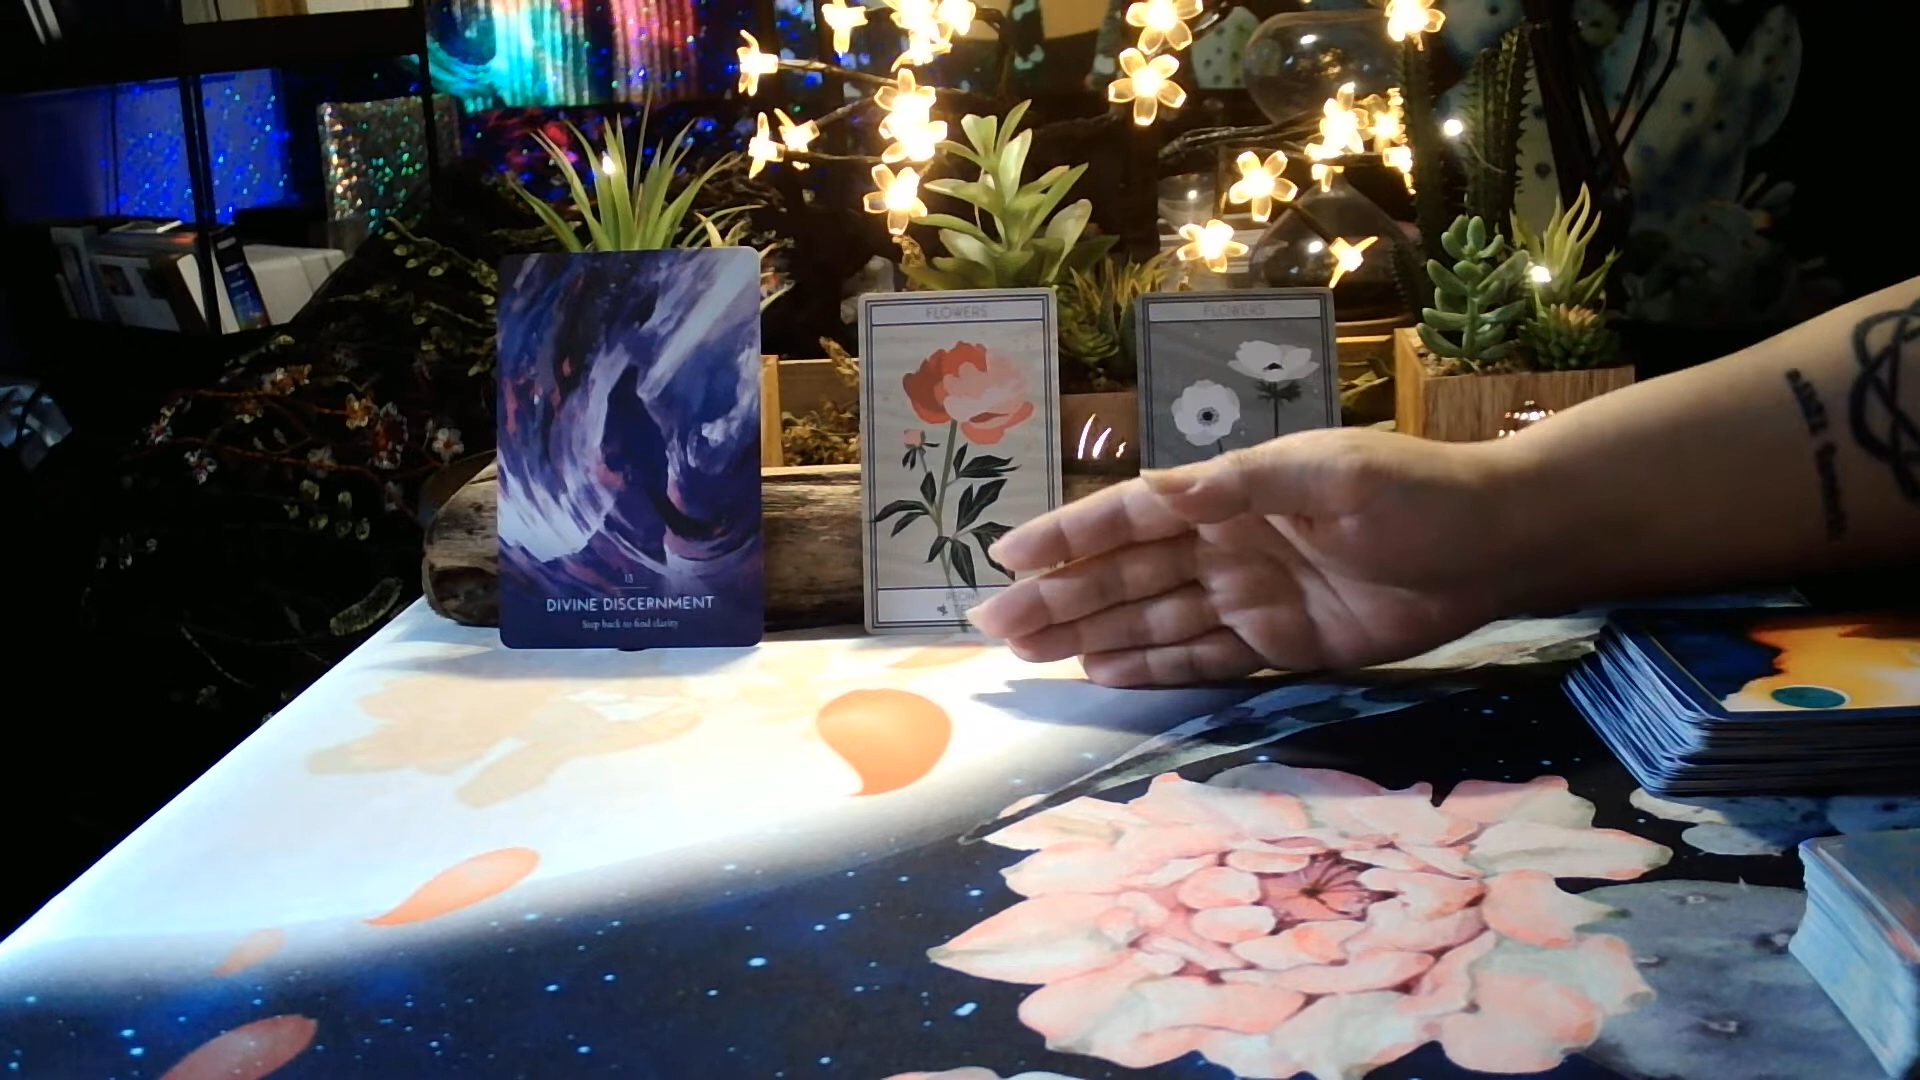 13
DIVINE DISCERNMENT
Step back to find clarity
FLOWERS
FLOWERS